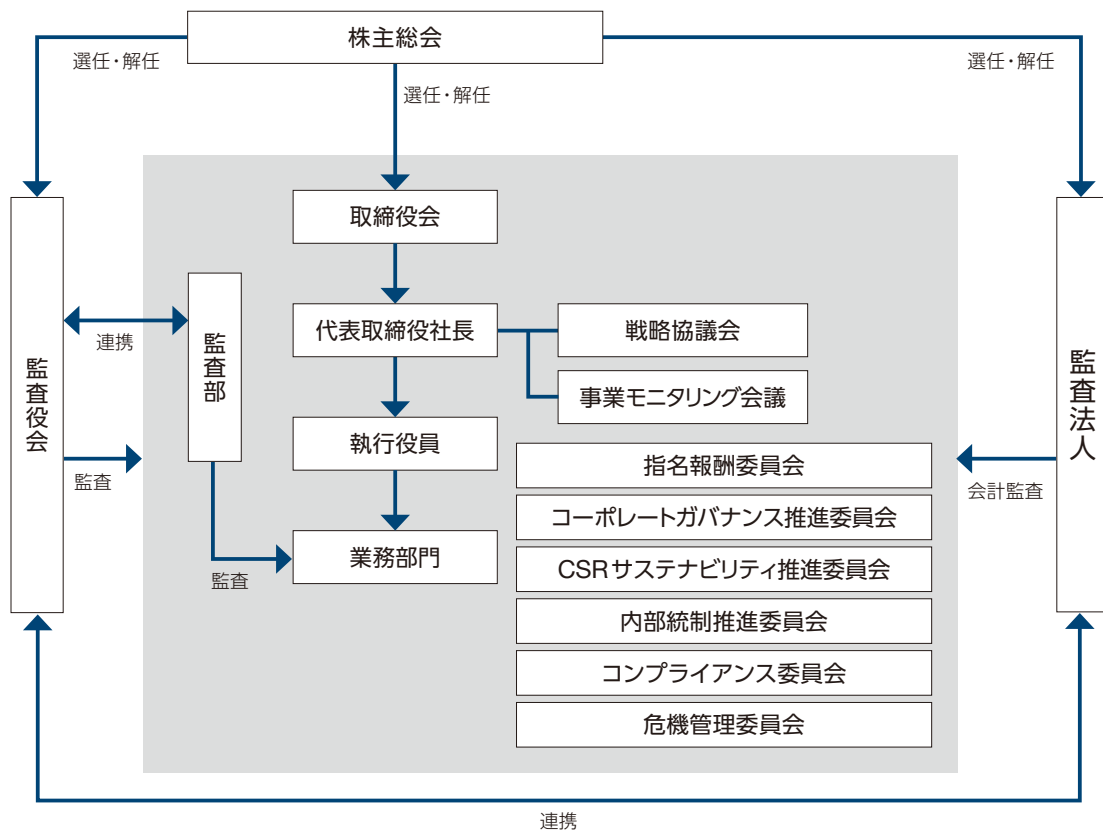 株主総会
選任・解任
選任・解任
選任・解任
取締役会
監査部
代表取締役社長
戦略協議会
連携
監査役会
監査法人
事業モニタリング会議
執行役員
指名報酬委員会
監査
会計監査
コーポレートガバナンス推進委員会
業務部門
CSRサステナビリティ推進委員会
監査
内部統制推進委員会
コンプライアンス委員会
危機管理委員会
連携